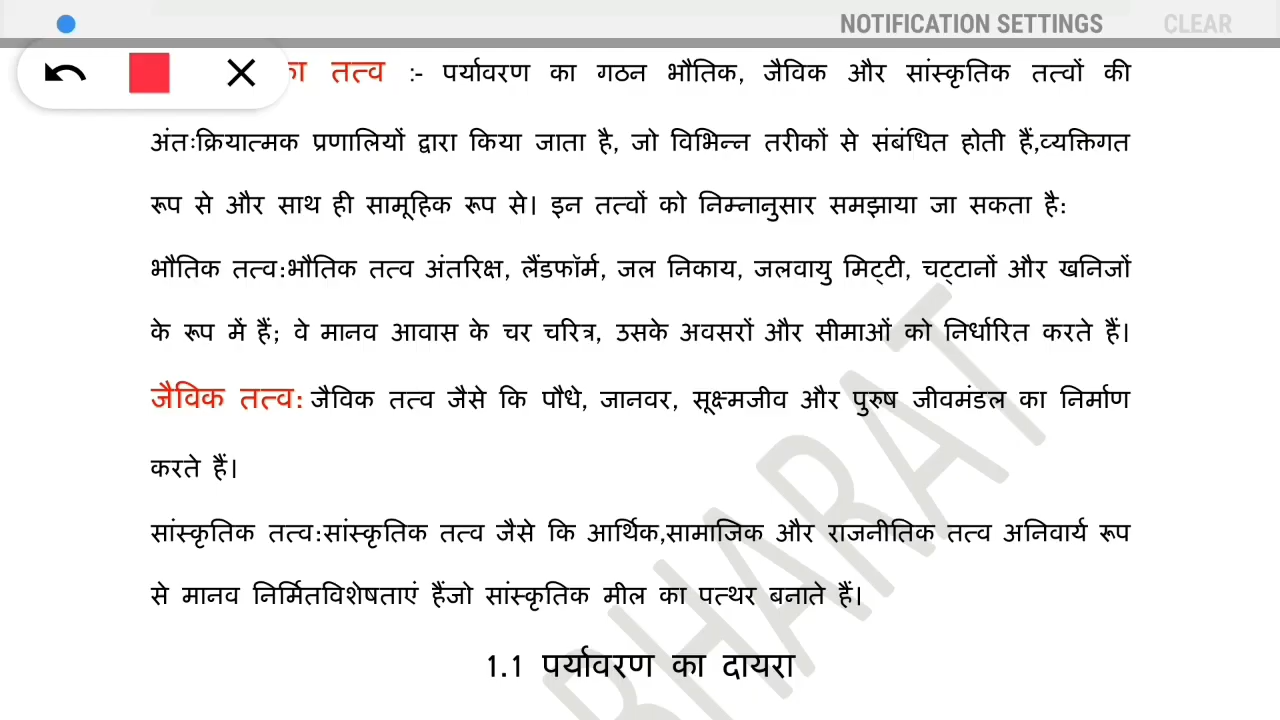 NOTIFICATION SETTINGS CLEAR
का तत्व :- पर्यावरण का गठन भौतिक, जैविक और सांस्कृतिक तत्वों की
अंतःक्रियात्मक प्रणालियों द्वारा किया जाता है, जो विभिन्न तरीकों से संबंधित होती हैं,व्यक्तिगत
रूप से और साथ ही सामूहिक रूप से। इन तत्वों को निम्नानुसार समझाया जा सकता है:
भौतिक तत्व:भौतिक तत्व अंतरिक्ष, लैंडफॉर्म, जल निकाय, जलवायु मिट्टी, चट्टानों और खनिजों
के रूप में हैं; वे मानव आवास के चर चरित्र, उसके अवसरों और सीमाओं को निर्धारित करते हैं।
जैविक तत्व: जैविक तत्व जैसे कि पौधे, जानवर, सूक्ष्मजीव और पुरुष जीवमंडल का निर्माण
करते हैं।
सांस्कृतिक तत्व:सांस्कृतिक तत्व जैसे कि आर्थिक,सामाजिक और राजनीतिक तत्व अनिवार्य रूप
से मानव निर्मितविशेषताएं हैंजो सांस्कृतिक मील का पत्थर बनाते हैं।
1.1 पर्यावरण का दायरा
BHARAT